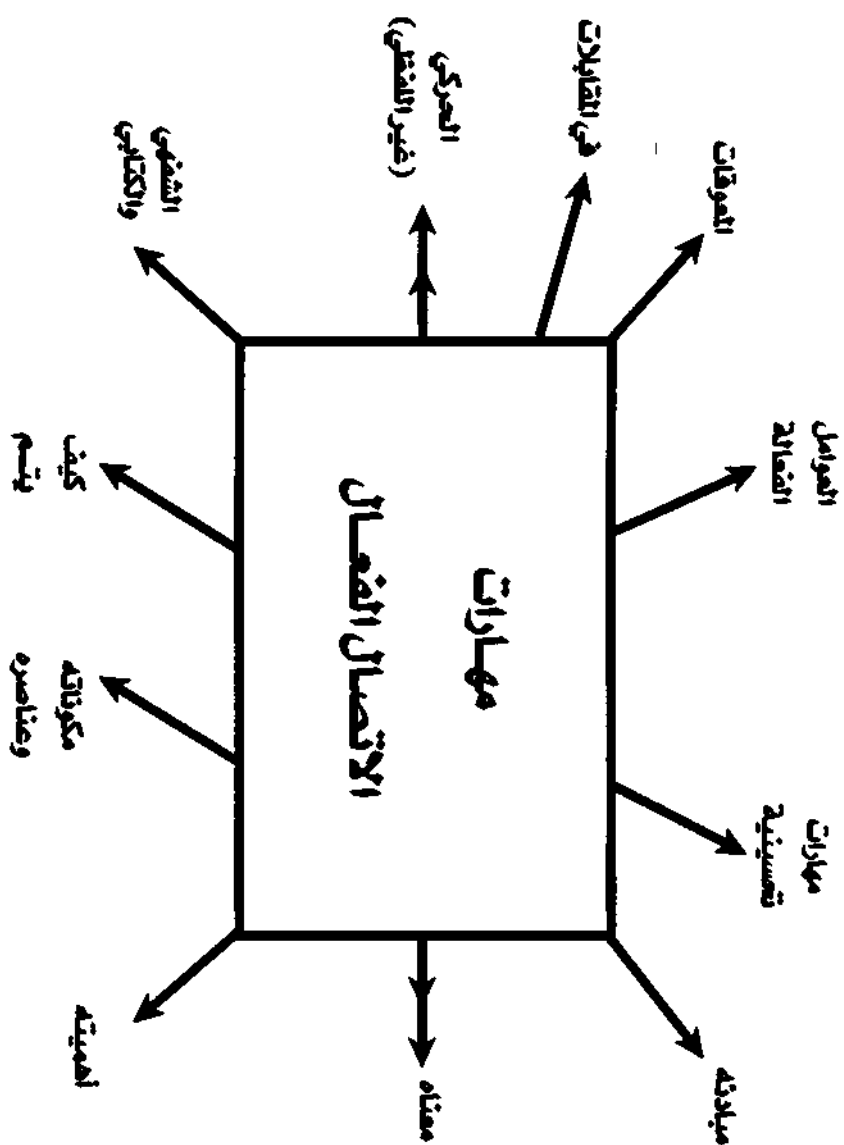 مهارات
تحسينية
العوامل
الفعالة
مبادئه
المعوقات
في المقابلات
معناه
مهارات
الاتصال الفعال
الحركي
(غير اللفظي)
أهميته
مكوناته
وعناصره
كيف
يتم
الشفهي
والكتابي